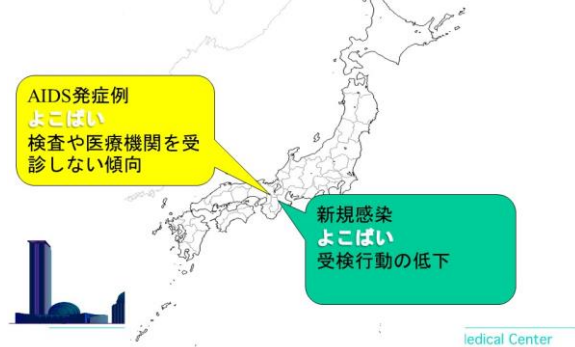 AIDS発症例
よこばい
検査や医療機関を受
診しない傾向
新規感染
よこばい
受検行動の低下
Medical Center